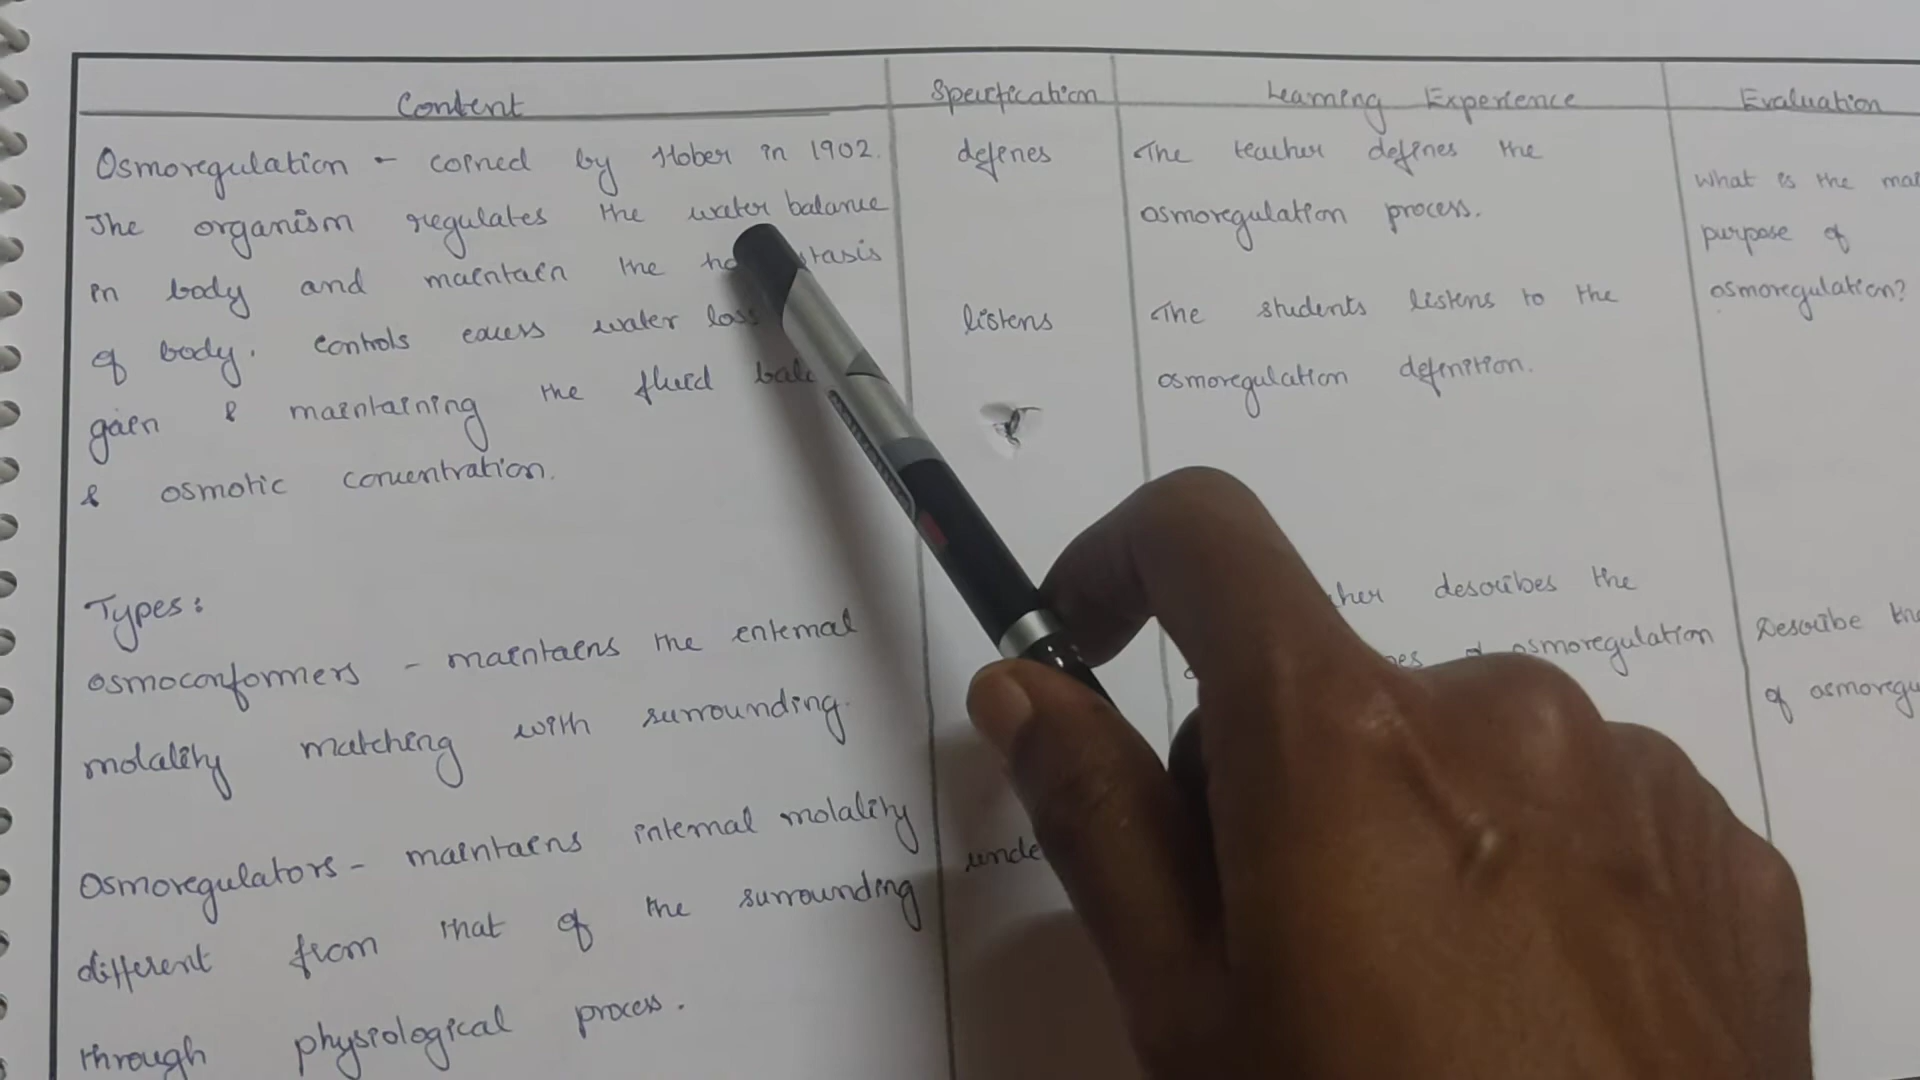 Content
Osmoregulation - coined by Hober in 1902.
The organism regulates the water balance
in body and maintain the
of body. controls excess water loss
gain & maintaining the fluid
& osmotic concentration.
Types:
Osmoconformers - maintains the enternal
molality matching with surrounding.
Osmoregulators - maintains internal molality
different from that of the surrounding
through physiological process.
Specification
defines
listens
Learning Experience
The teacher defines the
osmoregulation process.
The students listens to the
osmoregulation definition.
describes the
osmoregulation
Evaluation
What is the
purpose of
osmoregulation?
Describe
of